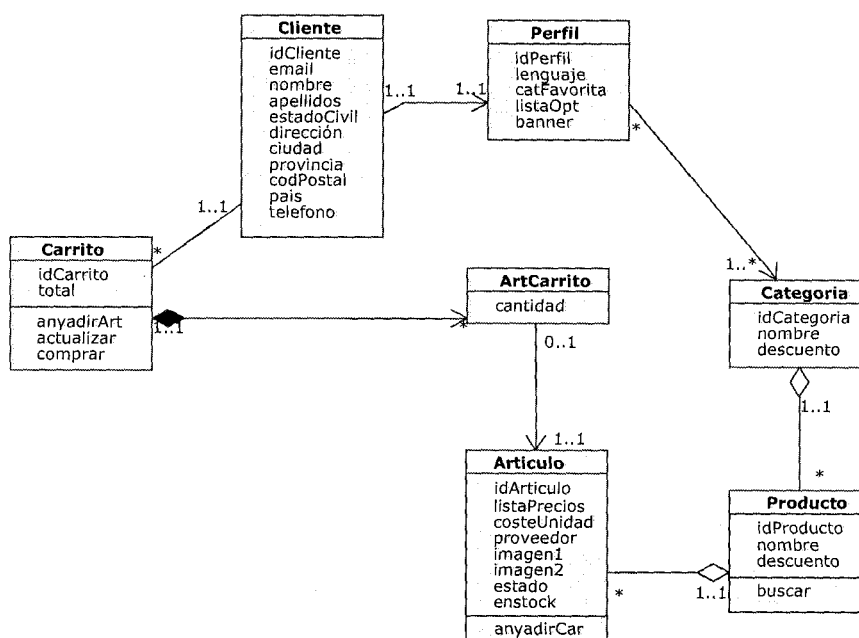 Cliente
idCliente
email
nombre
apellidos
estadoCivil
dirección
ciudad
provincia
codPostal
pais
telefono
1..1
1..1
Perfil
idPerfil
lenguaje
catFavorita
listaOpt
banner
*
1..*
1..1
*
Carrito
idCarrito
total
anyadirArt
actualizar
comprar
1..1
*
ArtCarrito
cantidad
0..1
1..1
Categoria
idCategoria
nombre
descuento
1..1
*
Articulo
idArticulo
listaPrecios
costeUnidad
proveedor
imagen1
imagen2
estado
enstock
anyadirCar
*
1..1
Producto
idProducto
nombre
descuento
buscar